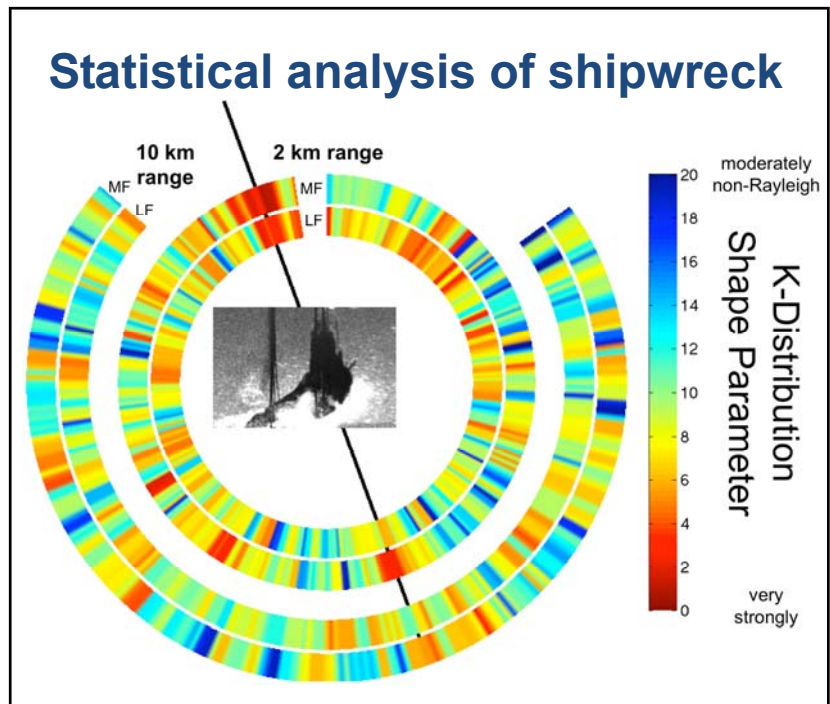 Statistical analysis of shipwreck
10 km
range
2 km range
MF
LF
MF
LF
20
18
16
14
12
10
8
6
4
2
0
moderately
non-Rayleigh
K-Distribution
Shape Parameter
very
strongly